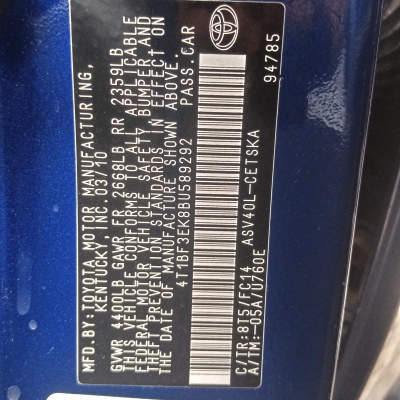 MFD.BY:TOYOTA MOTOR MANUFACTURING,
KENTUCKY, INC. 03/10
GVWR 4400LB GAWR FR 2668LB RR 2359LB
THIS VEHICLE CONFORMS TO ALL APPLICABLE
FEDERAL MOTOR VEHICLE SAFETY, BUMPER AND
THEFT PREVENTION STANDARDS IN EFFECT ON
THE DATE OF MANUFACTURE SHOWN ABOVE.
4T1BF3EK8BU589292 PASS.CAR
ASV40L-CETSKA
C/TR:8T5/FC14
A/TM:-05A/U760E
TOYOTA
94785